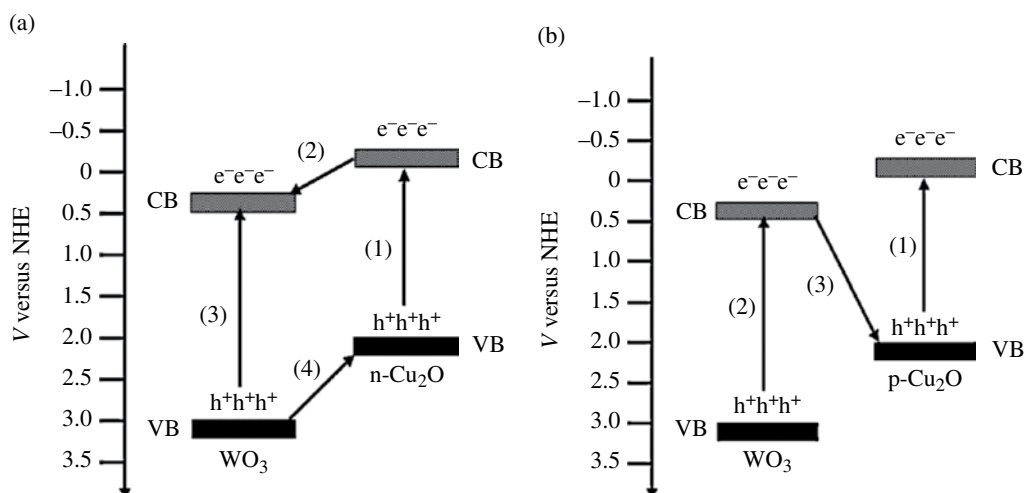 (a)
V versus NHE
–1.0
–0.5
0
0.5
1.0
1.5
2.0
2.5
3.0
3.5
e⁻e⁻e⁻
(2)
CB
e⁻e⁻e⁻
CB
(1)
(3)
h⁺h⁺h⁺
VB
n-Cu₂O
(4)
h⁺h⁺h⁺
VB
WO₃
(b)
V versus NHE
–1.0
–0.5
0
0.5
1.0
1.5
2.0
2.5
3.0
3.5
e⁻e⁻e⁻
CB
e⁻e⁻e⁻
CB
(1)
(2)
(3)
h⁺h⁺h⁺
VB
p-Cu₂O
h⁺h⁺h⁺
VB
WO₃